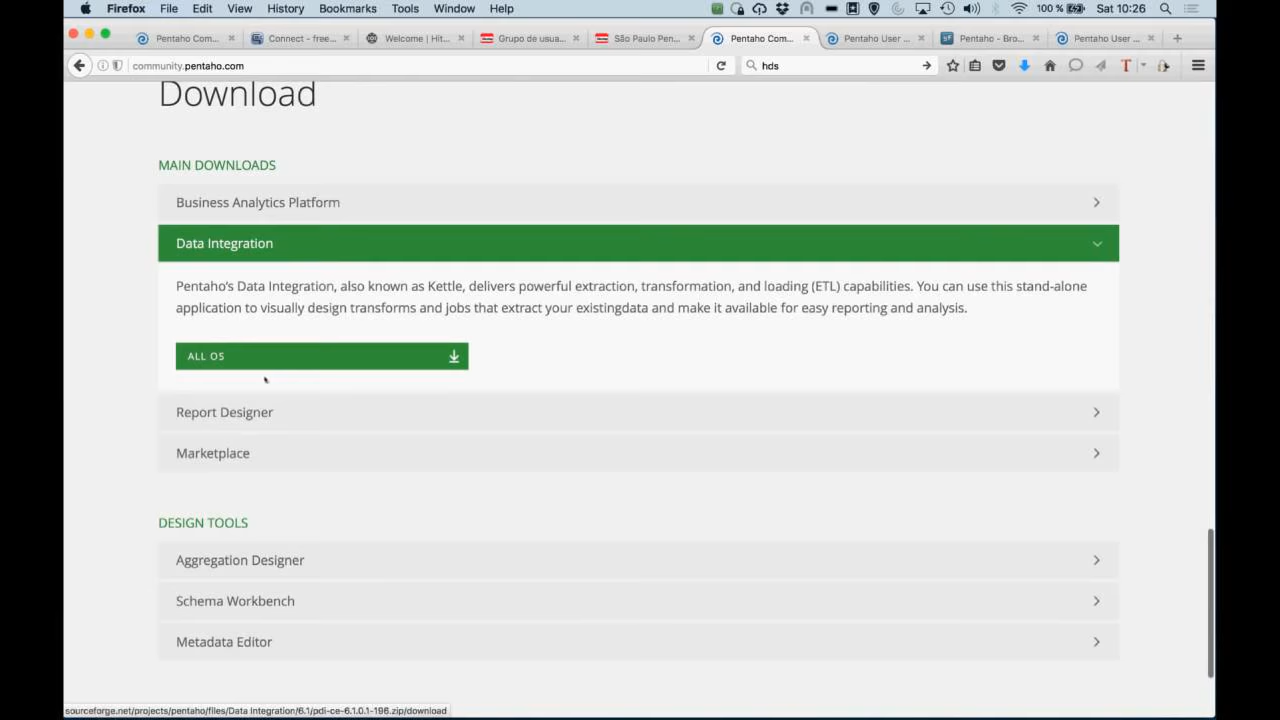 Firefox File Edit View History Bookmarks Tools Window Help 100 % Sat 10:26
Pentaho Com... Connect - free... Welcome | Hit... Grupo de usua... São Paulo Pen... Pentaho Com... Pentaho User ... Pentaho - Bro... Pentaho User ...
community.pentaho.com hds
Download
MAIN DOWNLOADS
Business Analytics Platform
Data Integration
Pentaho's Data Integration, also known as Kettle, delivers powerful extraction, transformation, and loading (ETL) capabilities. You can use this stand-alone
application to visually design transforms and jobs that extract your existingdata and make it available for easy reporting and analysis.
ALL OS
Report Designer
Marketplace
DESIGN TOOLS
Aggregation Designer
Schema Workbench
Metadata Editor
sourceforge.net/projects/pentaho/files/Data Integration/6.1/pdi-ce-6.1.0.1-196.zip/download